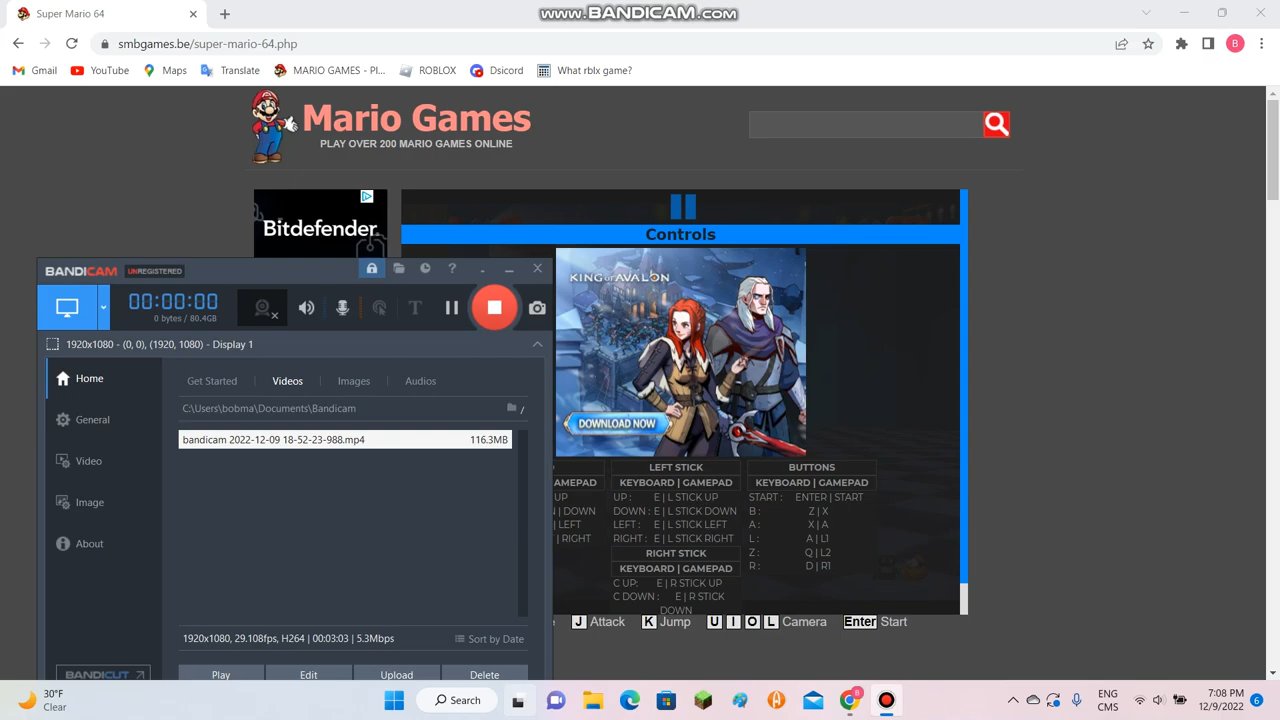 Super Mario 64
www.BANDICAM.com
smbgames.be/super-mario-64.php
B
Gmail
YouTube
Maps
Translate
MARIO GAMES - Pl...
ROBLOX
Dsicord
What rblx game?
Mario Games
PLAY OVER 200 MARIO GAMES ONLINE
Bitdefender
Controls
KING OF AVALON
DOWNLOAD NOW
BANDICAM
UNREGISTERED
00:00:00
0 bytes / 80.4GB
1920x1080 - (0, 0), (1920, 1080) - Display 1
Home
General
Video
Image
About
Get Started
Videos
Images
Audios
C:\Users\bobma\Documents\Bandicam
/
bandicam 2022-12-09 18-52-23-988.mp4
116.3MB
1920x1080, 29.108fps, H264 | 00:03:03 | 5.3Mbps
Sort by Date
BANDICUT
Play
Edit
Upload
Delete
AMEPAD
UP
| DOWN
| LEFT
| RIGHT
LEFT STICK
KEYBOARD | GAMEPAD
UP : E | L STICK UP
DOWN : E | L STICK DOWN
LEFT : E | L STICK LEFT
RIGHT : E | L STICK RIGHT
RIGHT STICK
KEYBOARD | GAMEPAD
C UP: E | R STICK UP
C DOWN : E | R STICK
DOWN
BUTTONS
KEYBOARD | GAMEPAD
START : ENTER | START
B : Z | X
A : X | A
L : A | L1
Z : Q | L2
R : D | R1
e J Attack K Jump U I O L Camera Enter Start
30°F
Clear
Search
ENG
CMS
7:08 PM
12/9/2022
6